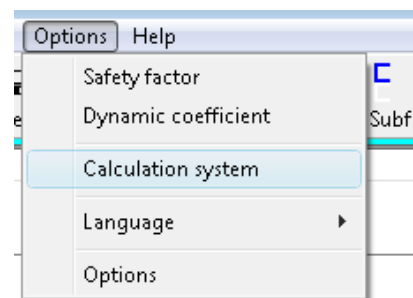 Options Help
Safety factor
Dynamic coefficient
Subf
Calculation system
Language
Options